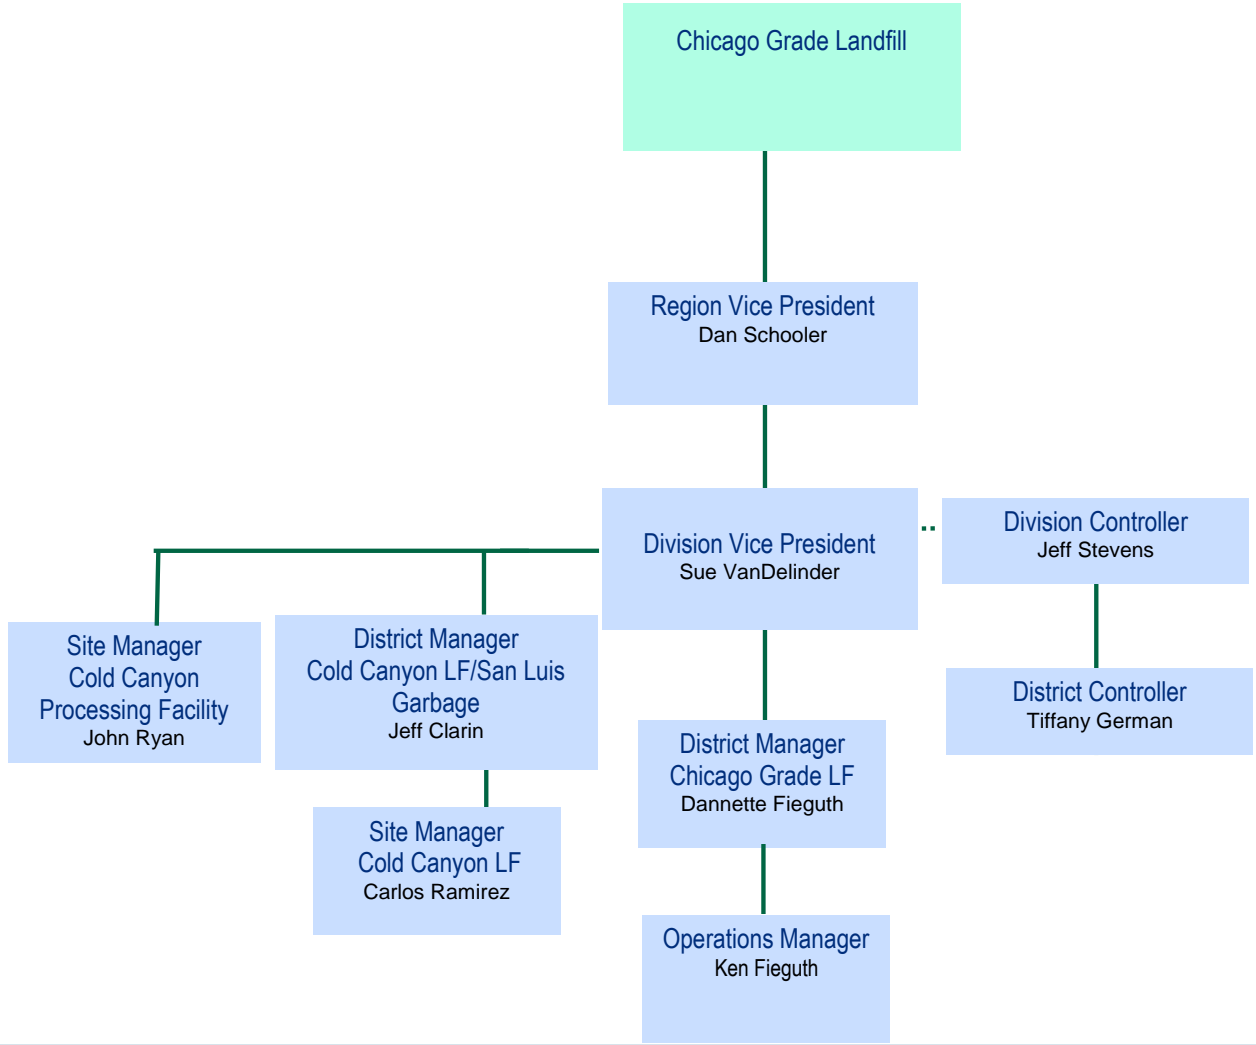 Chicago Grade Landfill
Region Vice President
Dan Schooler
Division Vice President
Sue VanDelinder
Division Controller
Jeff Stevens
Site Manager
Cold Canyon
Processing Facility
John Ryan
District Manager
Cold Canyon LF/San Luis
Garbage
Jeff Clarin
District Controller
Tiffany German
District Manager
Chicago Grade LF
Dannette Fieguth
Site Manager
Cold Canyon LF
Carlos Ramirez
Operations Manager
Ken Fieguth